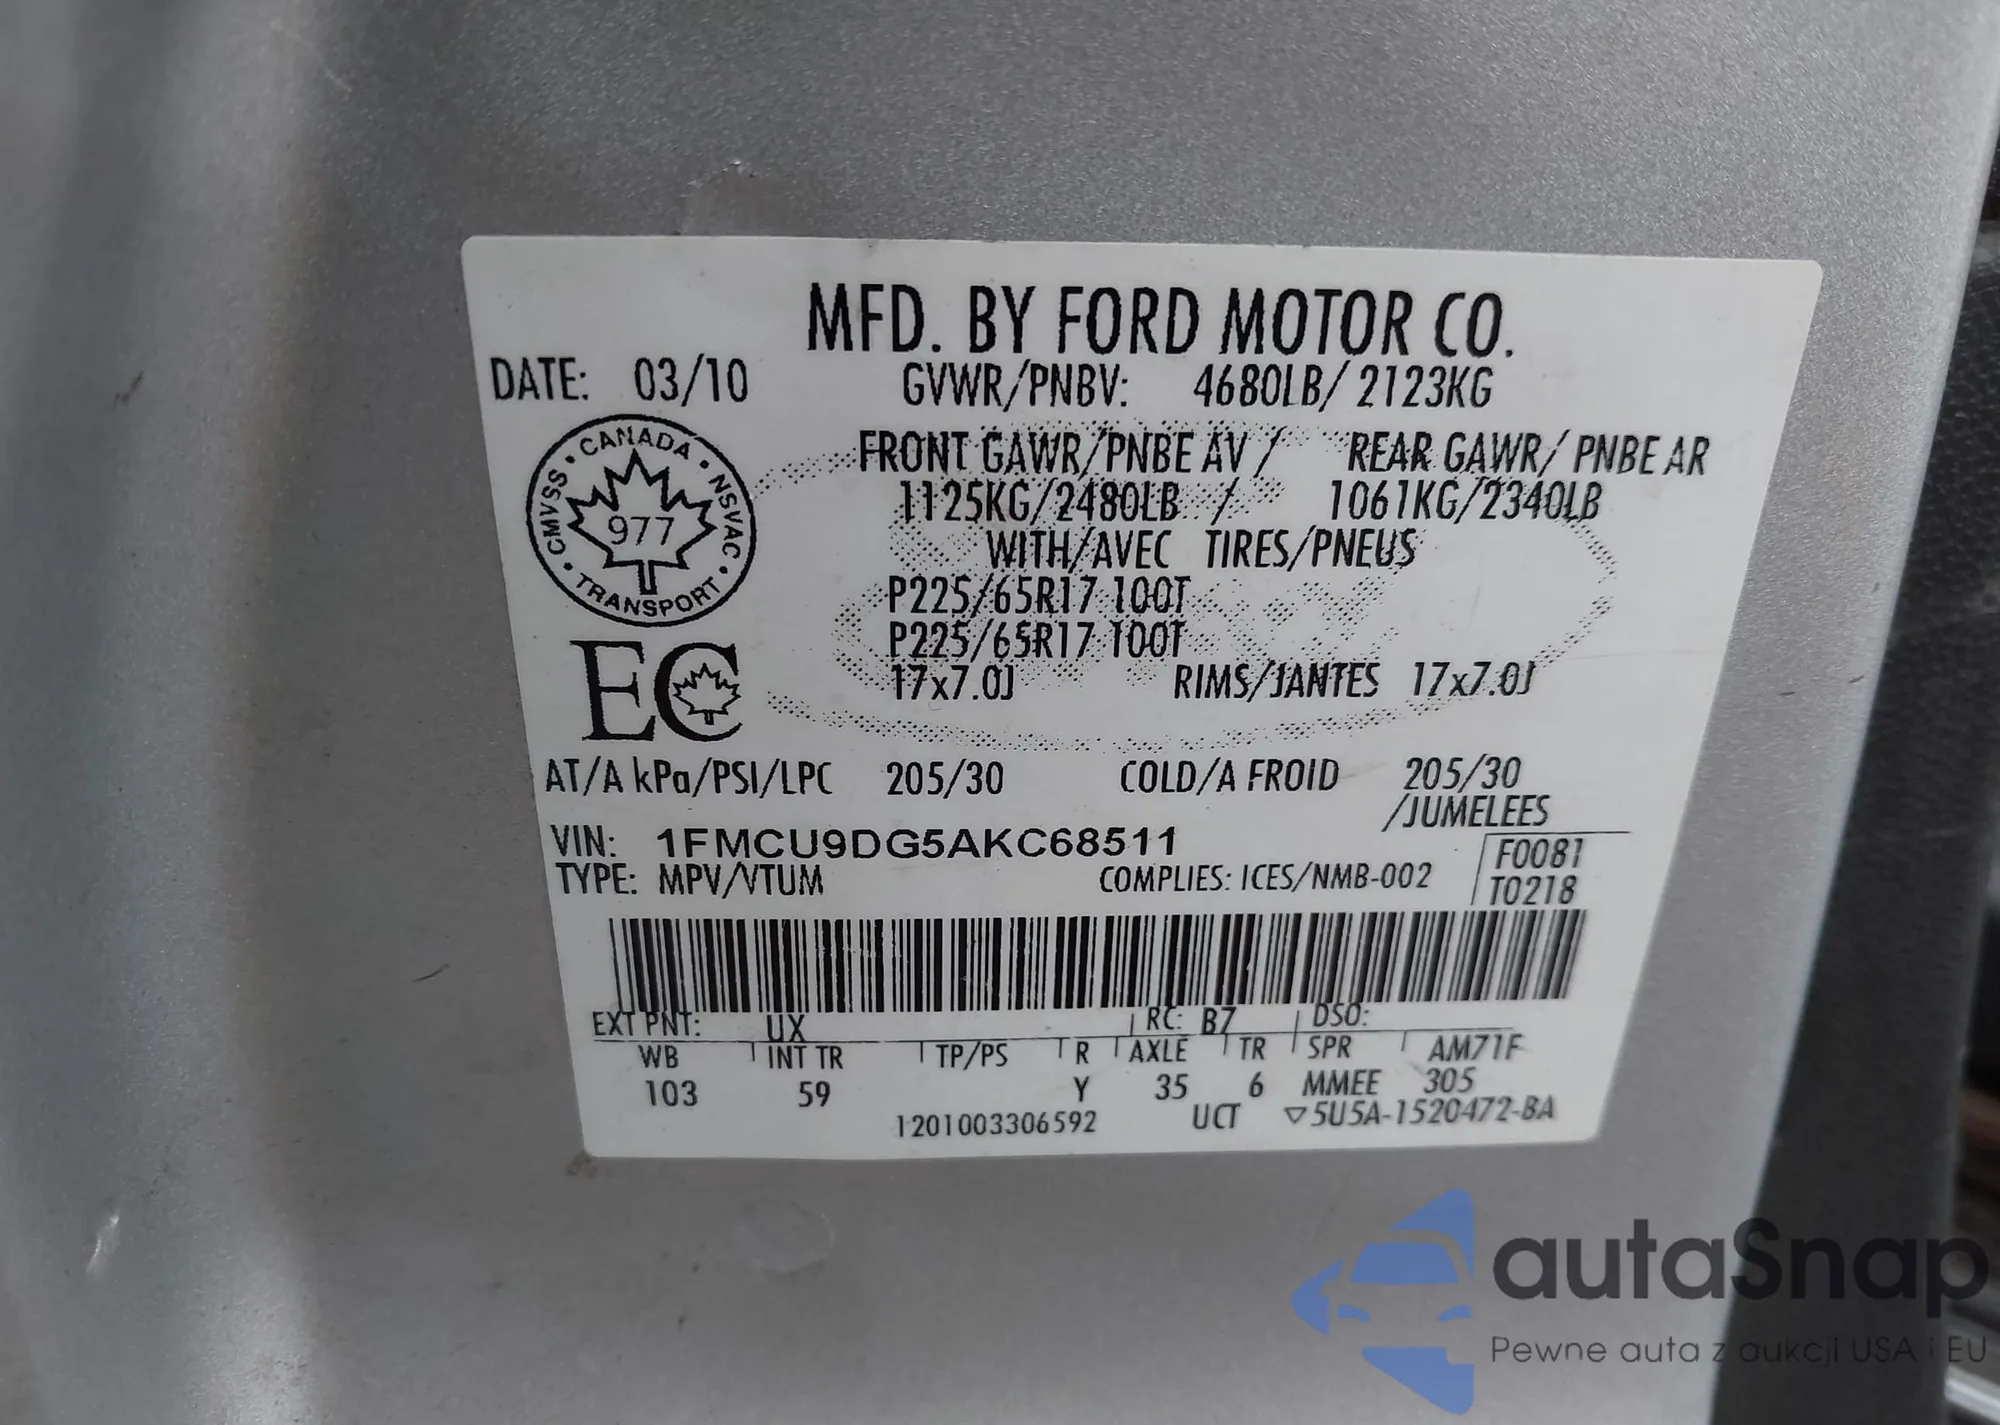 MFD. BY FORD MOTOR CO.
DATE: 03/10 GVWR/PNBV: 4680LB/ 2123KG
CANADA · NSVAC · TRANSPORT · CMVSS ·
977
FRONT GAWR/PNBE AV / REAR GAWR/ PNBE AR
1125KG/2480LB / 1061KG/2340LB
WITH/AVEC TIRES/PNEUS
P225/65R17 100T
P225/65R17 100T
EC
17x7.0J RIMS/JANTES 17x7.0J
AT/A kPa/PSI/LPC 205/30 COLD/A FROID 205/30
/JUMELEES
VIN: 1FMCU9DG5AKC68511 F0081
TYPE: MPV/VTUM COMPLIES: ICES/NMB-002 T0218
EXT PNT: UX RC: B7 DSO:
WB INT TR TP/PS R AXLE TR SPR AM71F
103 59 Y 35 6 MMEE 305
1201003306592 UCT ▽5U5A-1520472-BA
autaSnap
Pewne auta z aukcji USA i EU